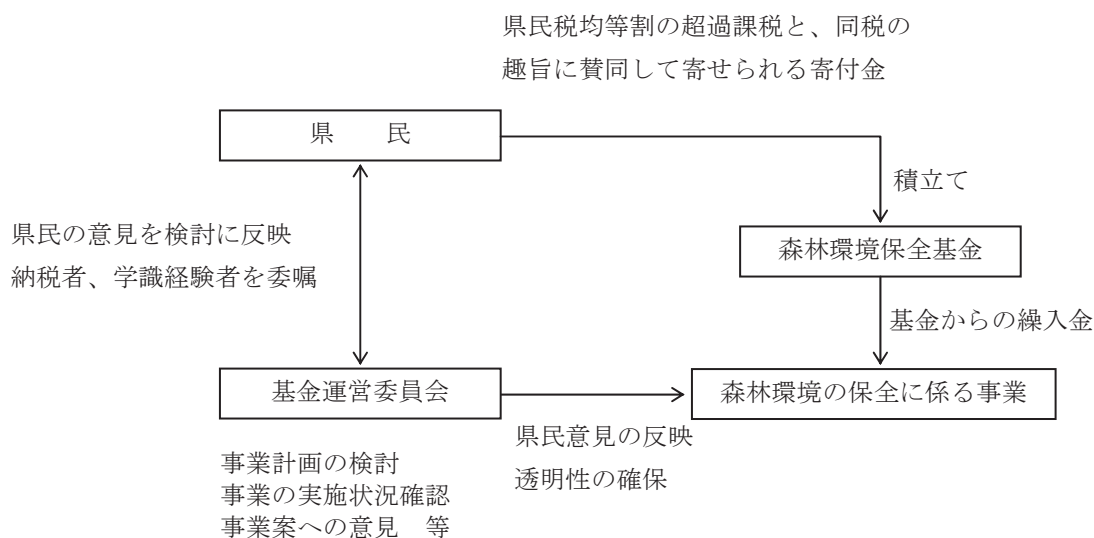 県民税均等割の超過課税と、同税の
趣旨に賛同して寄せられる寄付金
県　　民
積立て
県民の意見を検討に反映
納税者、学識経験者を委嘱
森林環境保全基金
基金からの繰入金
基金運営委員会
森林環境の保全に係る事業
県民意見の反映
透明性の確保
事業計画の検討
事業の実施状況確認
事業案への意見　等